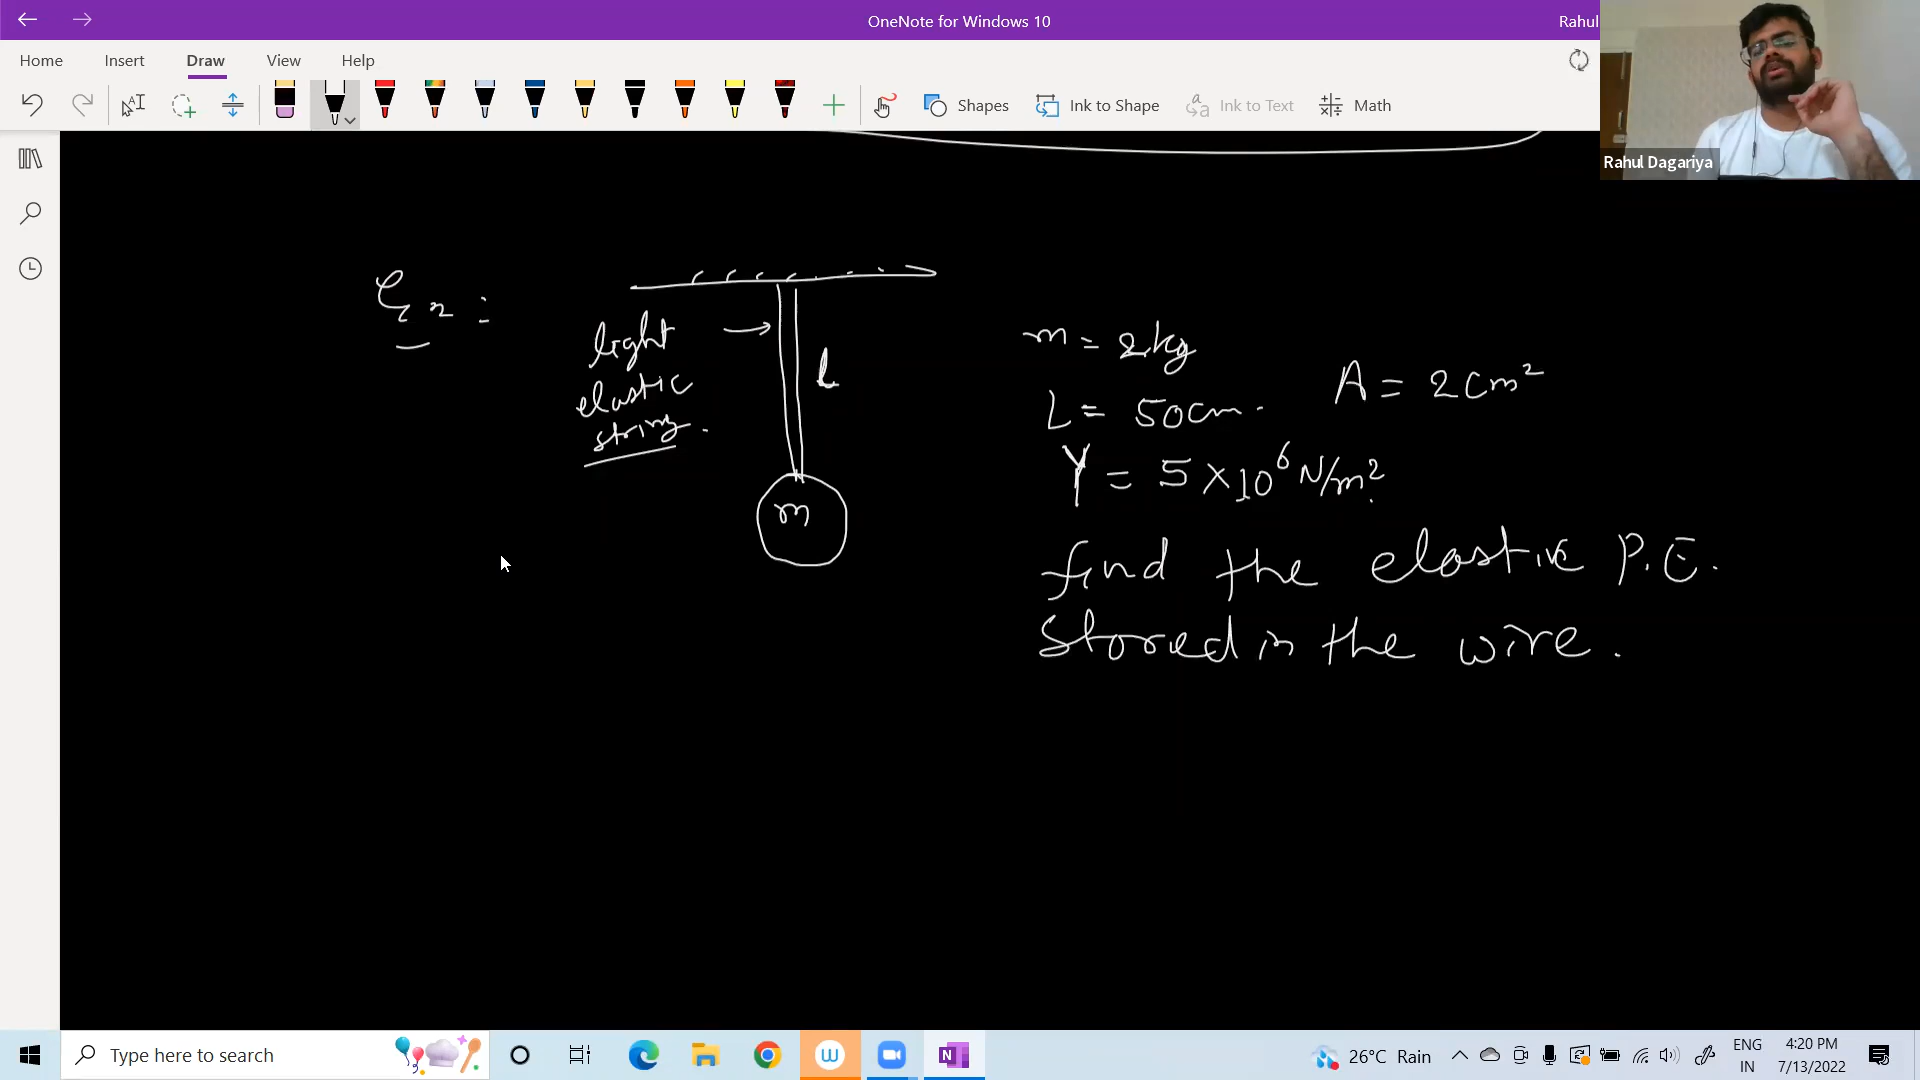 OneNote for Windows 10
Rahul
Home Insert Draw View Help
Shapes Ink to Shape Ink to Text Math
Rahul Dagariya
Ex :
light
elastic
string.
l
m
m = 2kg
L = 50cm.
A = 2cm²
Y = 5×10⁶ N/m².
find the elastic P.E.
stored in the wire.
Type here to search
26°C Rain
ENG
IN
4:20 PM
7/13/2022